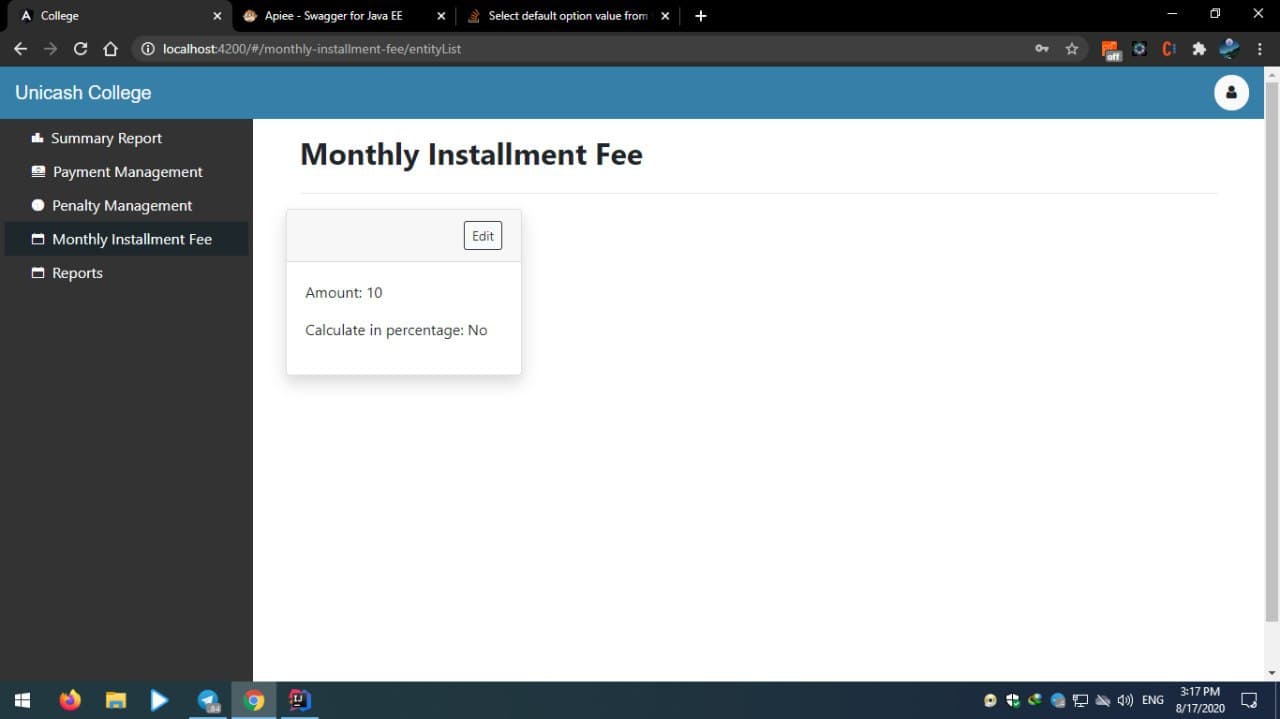 College
Apiee - Swagger for Java EE
Select default option value from
localhost:4200/#/monthly-installment-fee/entityList
off
Unicash College
Summary Report
Payment Management
Penalty Management
Monthly Installment Fee
Reports
Monthly Installment Fee
Edit
Amount: 10
Calculate in percentage: No
ENG
3:17 PM
8/17/2020